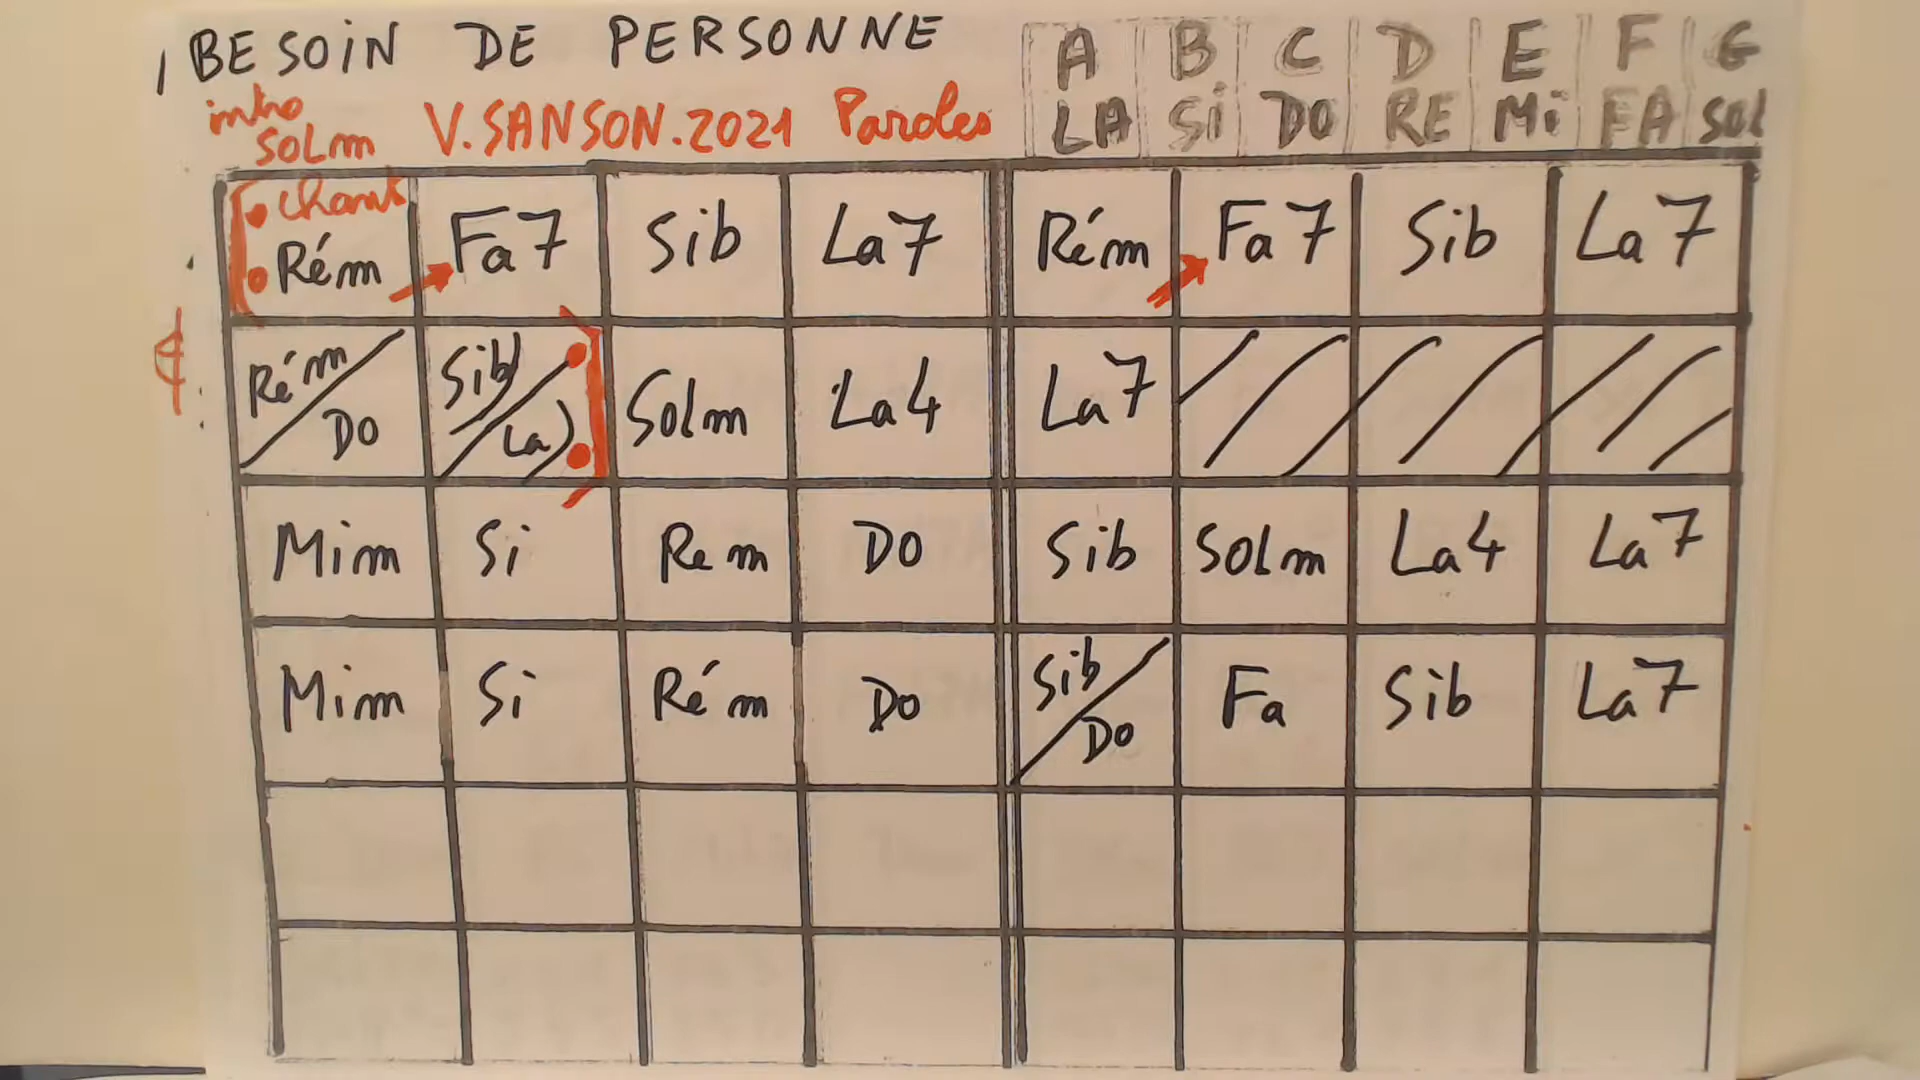 BESOIN DE PERSONNE
A B C D E F G
intro
SOLm V.SANSON.2021 Paroles
LA Si DO RE Mi FA SOL
Chant
Rém Fa7 Sib La7 Rém Fa7 Sib La7
Rém/Do Sib/La) Solm La4 La7
Mim Si Rem DO Sib SOLm La4 La7
Mim Si Rém Do Sib/Do Fa Sib La7